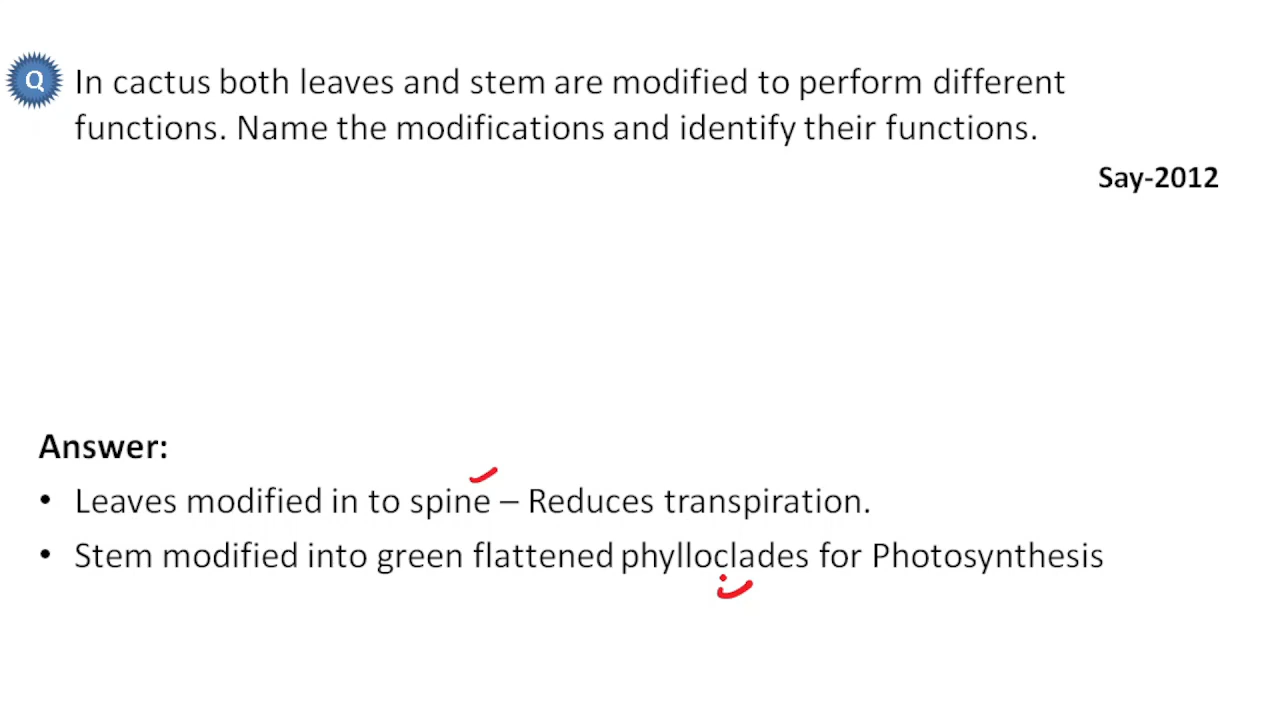 Q In cactus both leaves and stem are modified to perform different
functions. Name the modifications and identify their functions.
Say-2012
Answer:
• Leaves modified in to spine – Reduces transpiration.
• Stem modified into green flattened phylloclades for Photosynthesis